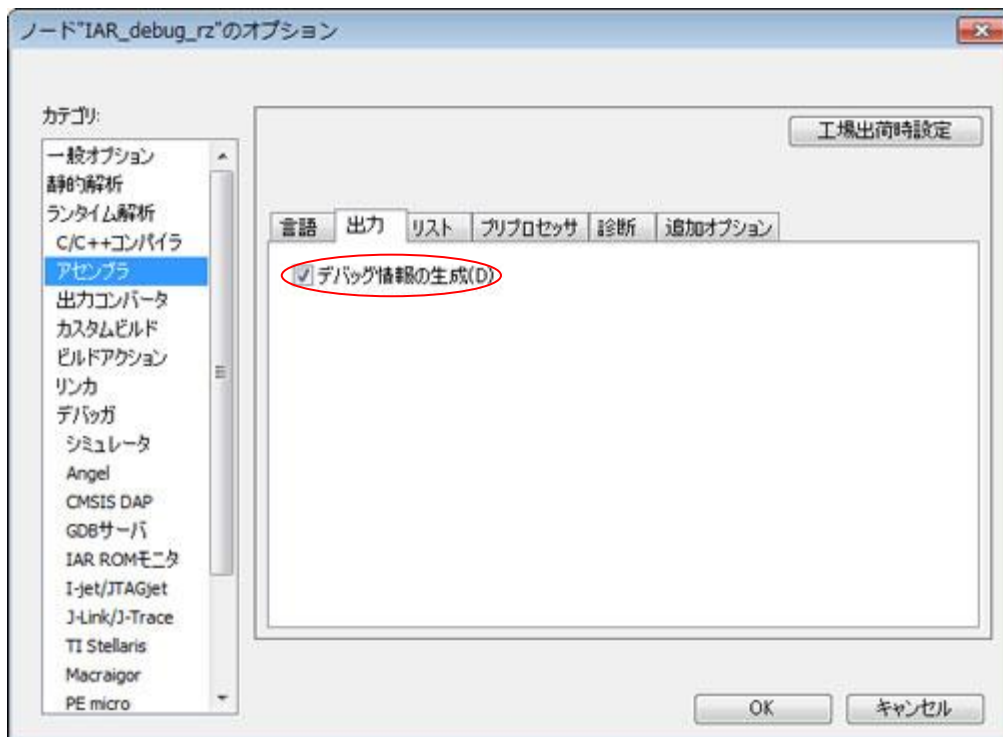 ノード"IAR_debug_rz"のオプション
カテゴリ:
一般オプション
静的解析
ランタイム解析
C/C++コンパイラ
アセンブラ
出力コンバータ
カスタムビルド
ビルドアクション
リンカ
デバッガ
シミュレータ
Angel
CMSIS DAP
GDBサーバ
IAR ROMモニタ
I-jet/JTAGjet
J-Link/J-Trace
TI Stellaris
Macraigor
PE micro
工場出荷時設定
言語 出力 リスト プリプロセッサ 診断 追加オプション
デバッグ情報の生成(D)
OK キャンセル